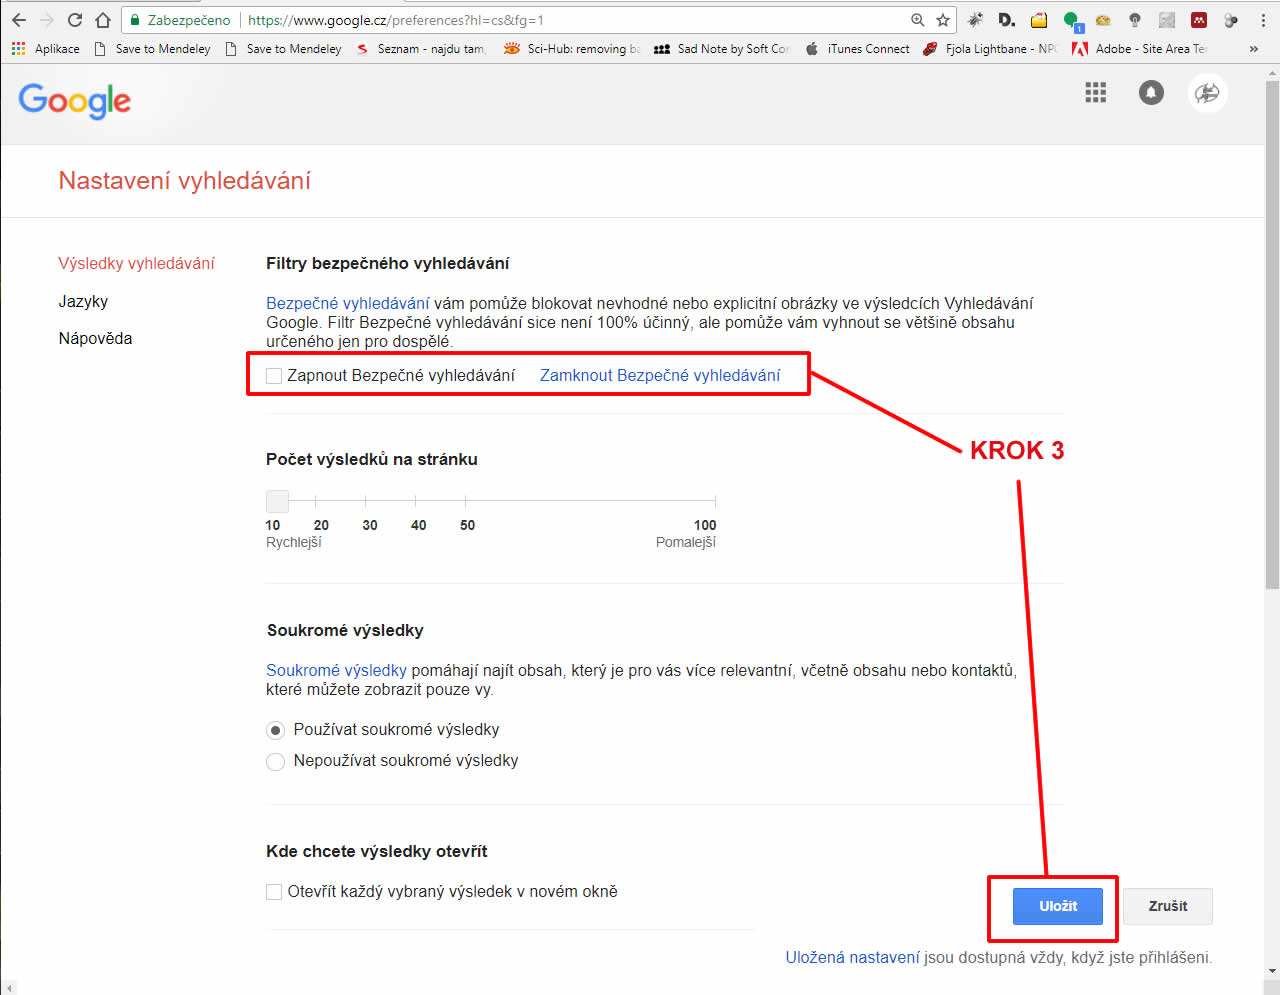 Zabezpečeno https://www.google.cz/preferences?hl=cs&fg=1
1
Aplikace Save to Mendeley Save to Mendeley Seznam - najdu tam, Sci-Hub: removing ba Sad Note by Soft Con iTunes Connect Fjola Lightbane - NPC Adobe - Site Area Ter »
Google
Nastavení vyhledávání
Výsledky vyhledávání
Jazyky
Nápověda
Filtry bezpečného vyhledávání
Bezpečné vyhledávání vám pomůže blokovat nevhodné nebo explicitní obrázky ve výsledcích Vyhledávání
Google. Filtr Bezpečné vyhledávání sice není 100% účinný, ale pomůže vám vyhnout se většině obsahu
určeného jen pro dospělé.
Zapnout Bezpečné vyhledávání Zamknout Bezpečné vyhledávání
KROK 3
Počet výsledků na stránku
10 20 30 40 50 100
Rychlejší Pomalejší
Soukromé výsledky
Soukromé výsledky pomáhají najít obsah, který je pro vás více relevantní, včetně obsahu nebo kontaktů,
které můžete zobrazit pouze vy.
Používat soukromé výsledky
Nepoužívat soukromé výsledky
Kde chcete výsledky otevřít
Otevřít každý vybraný výsledek v novém okně
Uložit Zrušit
Uložená nastavení jsou dostupná vždy, když jste přihlášeni.